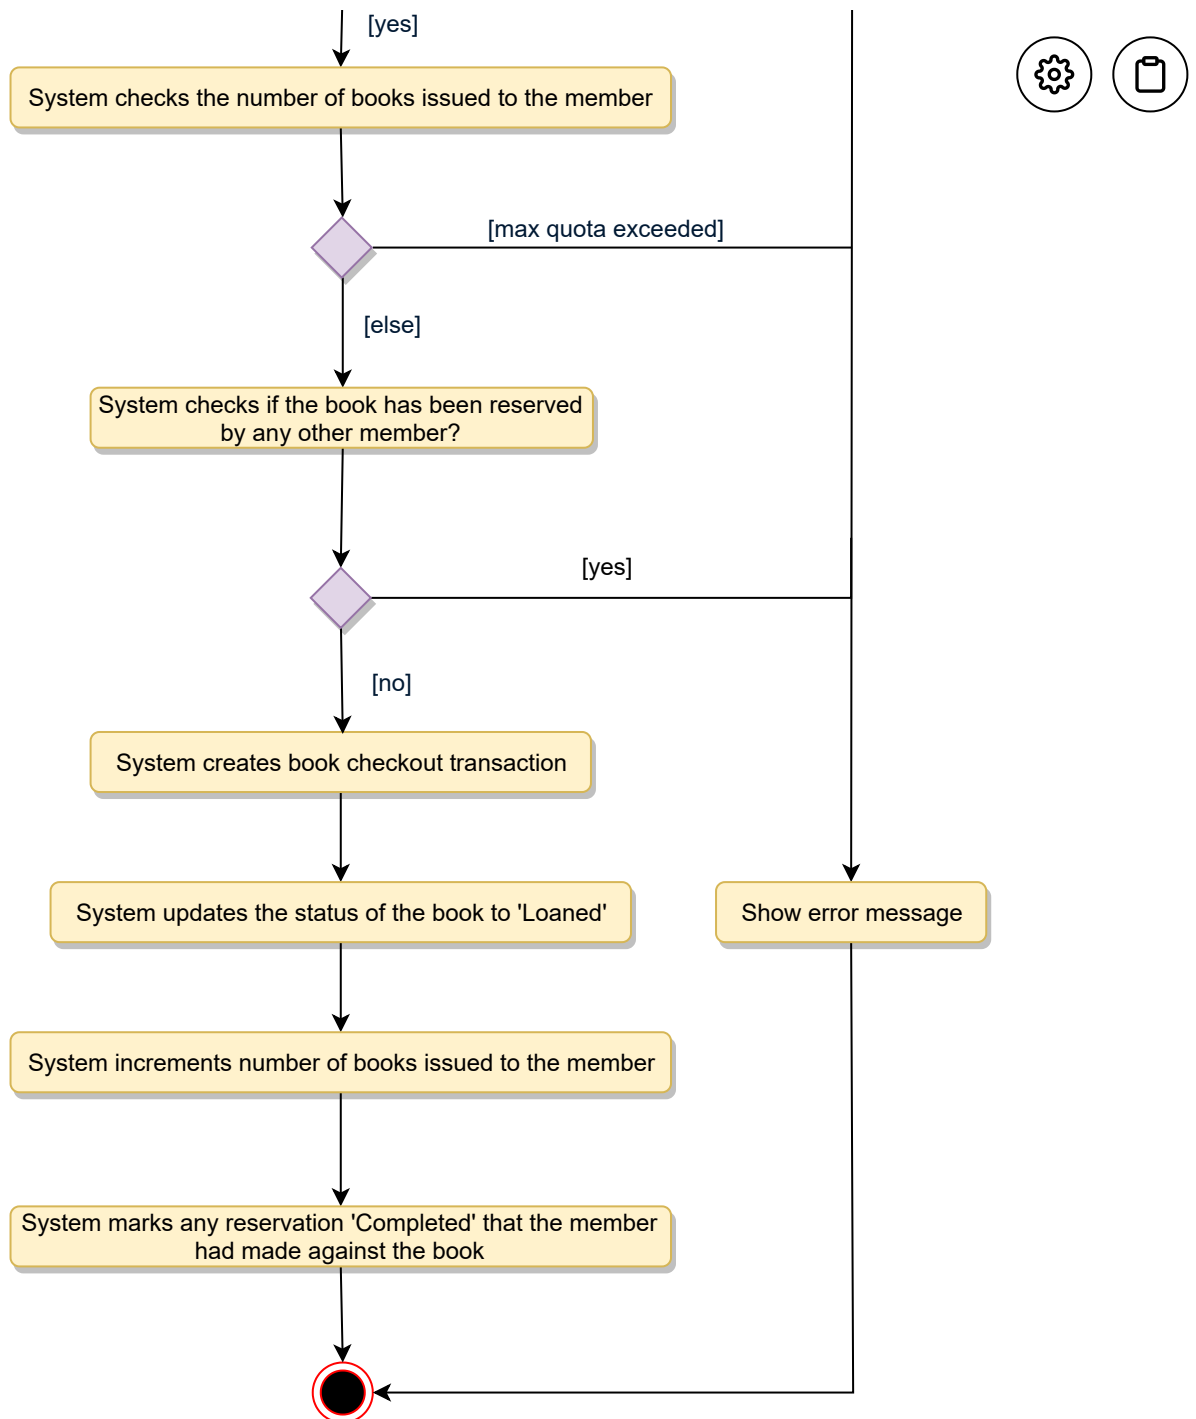 [yes]
System checks the number of books issued to the member
[max quota exceeded]
[else]
System checks if the book has been reserved
by any other member?
[yes]
[no]
System creates book checkout transaction
System updates the status of the book to 'Loaned'
Show error message
System increments number of books issued to the member
System marks any reservation 'Completed' that the member
had made against the book